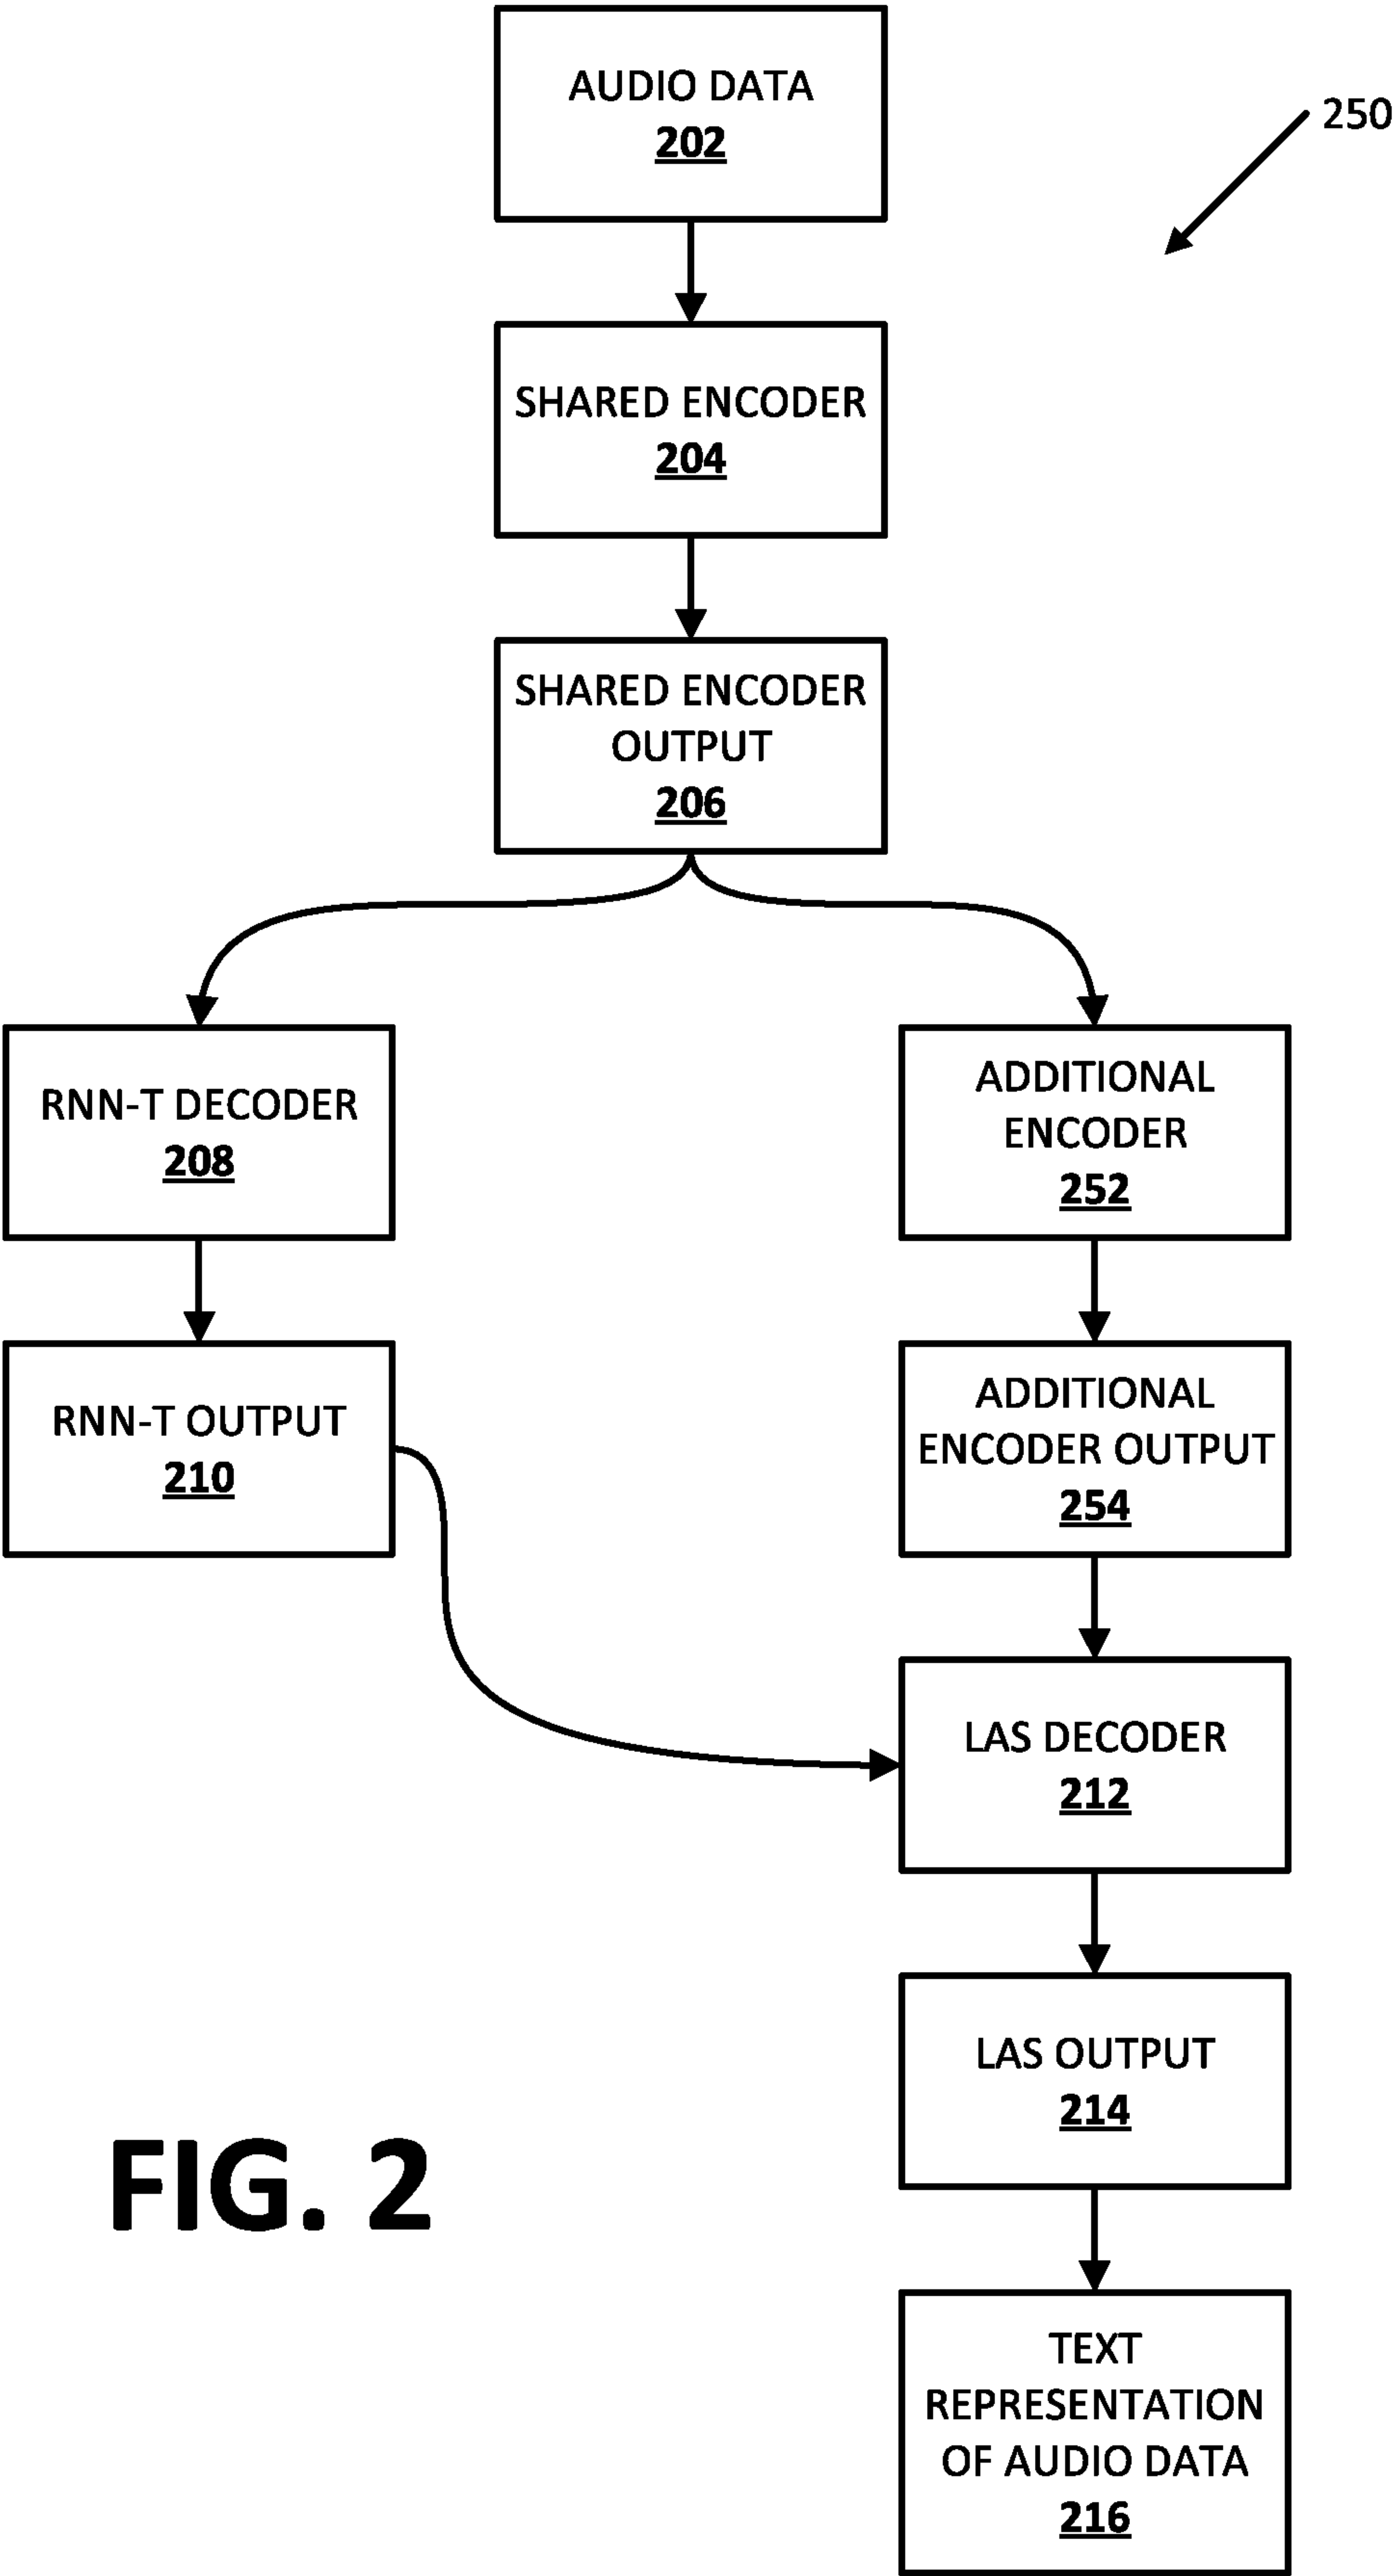 AUDIO DATA
202
250
SHARED ENCODER
204
SHARED ENCODER
OUTPUT
206
RNN-T DECODER
208
ADDITIONAL
ENCODER
252
RNN-T OUTPUT
210
ADDITIONAL
ENCODER OUTPUT
254
LAS DECODER
212
LAS OUTPUT
214
FIG. 2
TEXT
REPRESENTATION
OF AUDIO DATA
216